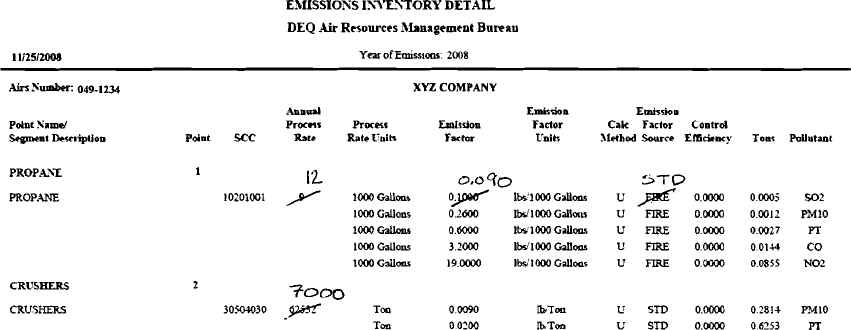 EMISSIONS INVENTORY DETAIL
DEQ Air Resources Management Bureau
11/25/2008 Year of Emissions: 2008
Airs Number: 049-1234 XYZ COMPANY
Annual Emission Emission
Point Name/ Process Process Emission Factor Calc Factor Control
Segment Description Point SCC Rate Rate Units Factor Units Method Source Efficiency Tons Pollutant
PROPANE 1
12 0.090 STD
PROPANE 10201001 9 1000 Gallons 0.1000 lbs/1000 Gallons U FIRE 0.0000 0.0005 SO2
1000 Gallons 0.2600 lbs/1000 Gallons U FIRE 0.0000 0.0012 PM10
1000 Gallons 0.6000 lbs/1000 Gallons U FIRE 0.0000 0.0027 PT
1000 Gallons 3.2000 lbs/1000 Gallons U FIRE 0.0000 0.0144 CO
1000 Gallons 19.0000 lbs/1000 Gallons U FIRE 0.0000 0.0855 NO2
CRUSHERS 2
7000
CRUSHERS 30504030 62532 Ton 0.0090 lb/Ton U STD 0.0000 0.2814 PM10
Ton 0.0200 lb/Ton U STD 0.0000 0.6253 PT